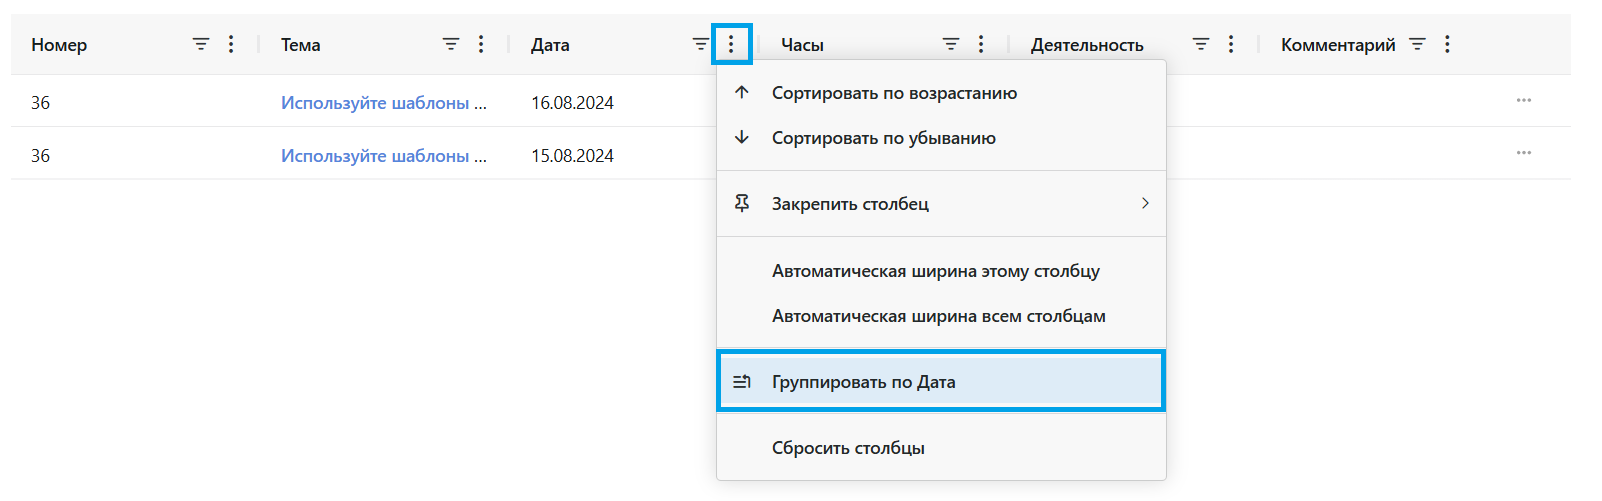 Номер Тема Дата Часы Деятельность Комментарий
36 Используйте шаблоны ... 16.08.2024
36 Используйте шаблоны ... 15.08.2024
Сортировать по возрастанию
Сортировать по убыванию
Закрепить столбец
Автоматическая ширина этому столбцу
Автоматическая ширина всем столбцам
Группировать по Дата
Сбросить столбцы